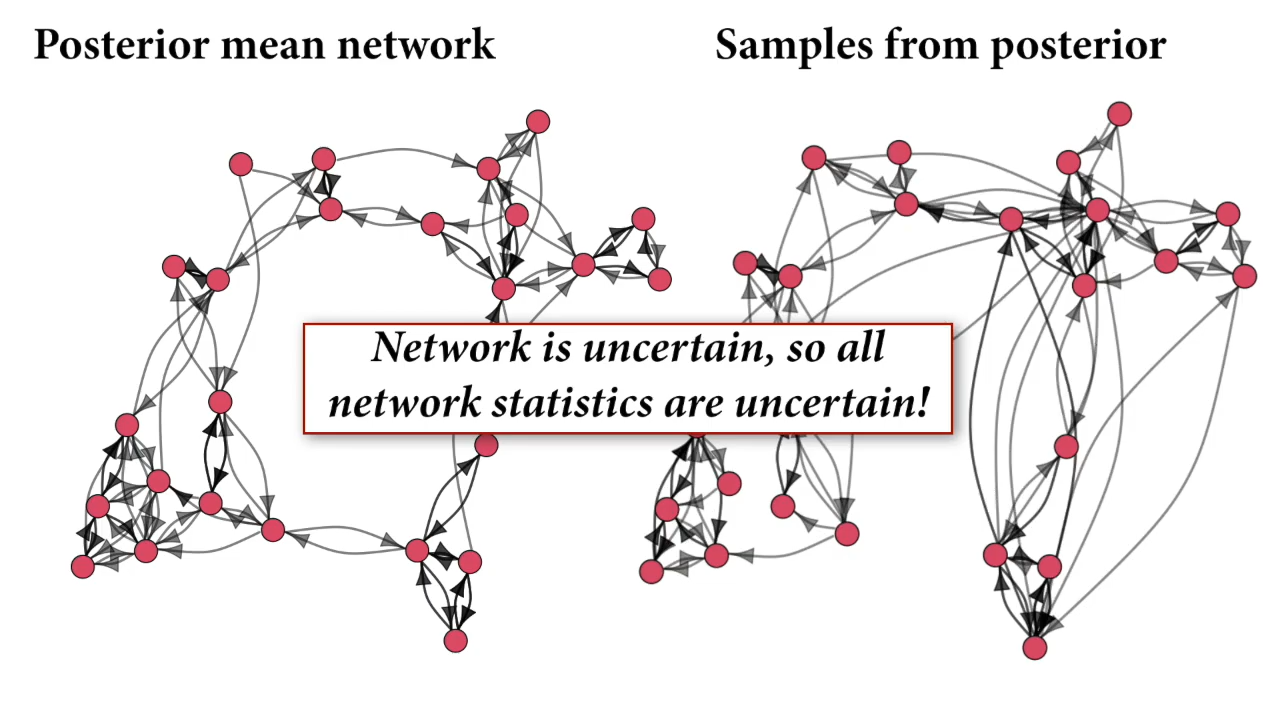 Posterior mean network
Samples from posterior
Network is uncertain, so all
network statistics are uncertain!